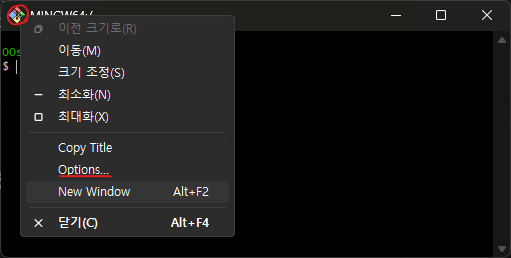 MINGW64:/
이전 크기로(R)
00s
이동(M)
$
크기 조정(S)
최소화(N)
최대화(X)
Copy Title
Options...
New Window Alt+F2
닫기(C) Alt+F4